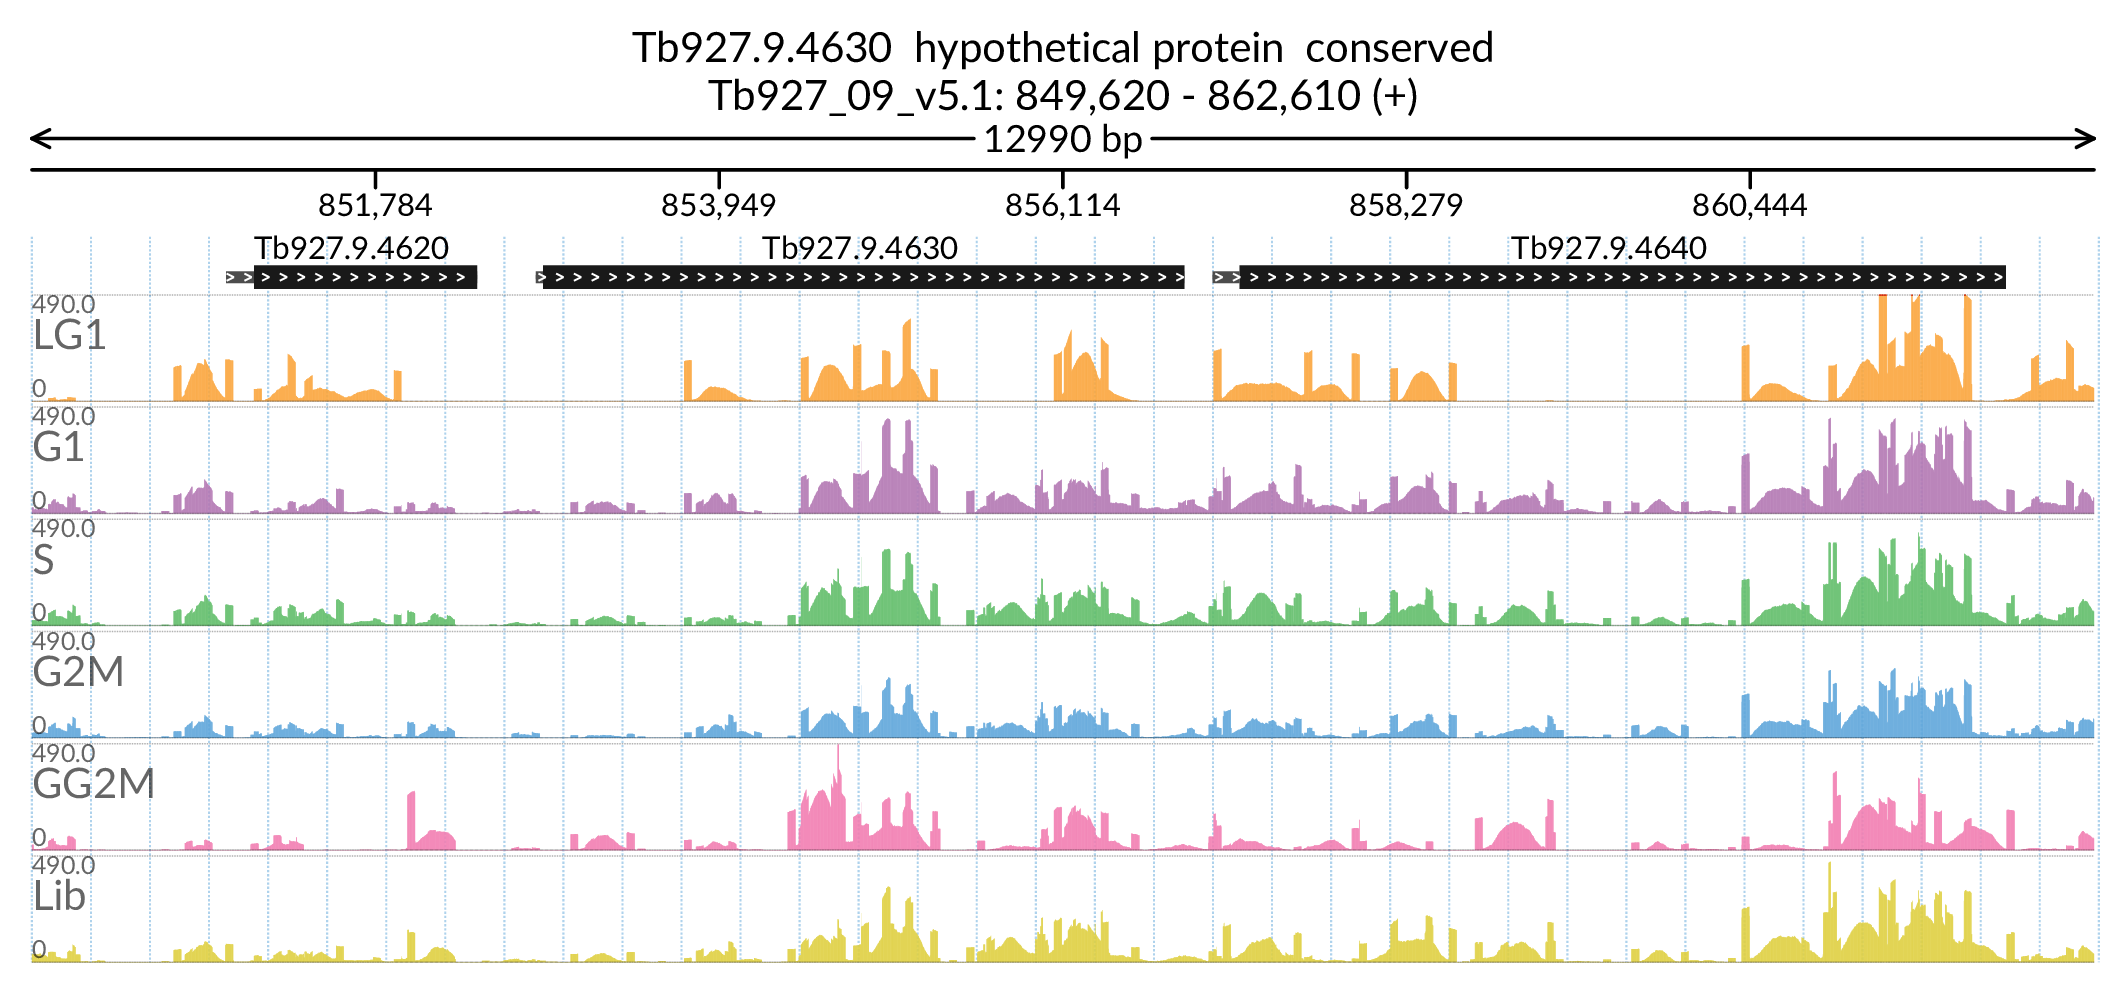 Tb927.9.4630 hypothetical protein conserved
Tb927_09_v5.1: 849,620 - 862,610 (+)
12990 bp
851,784 853,949 856,114 858,279 860,444
Tb927.9.4620 Tb927.9.4630 Tb927.9.4640
490.0
LG1
0
490.0
G1
0
490.0
S
0
490.0
G2M
0
490.0
GG2M
0
490.0
Lib
0